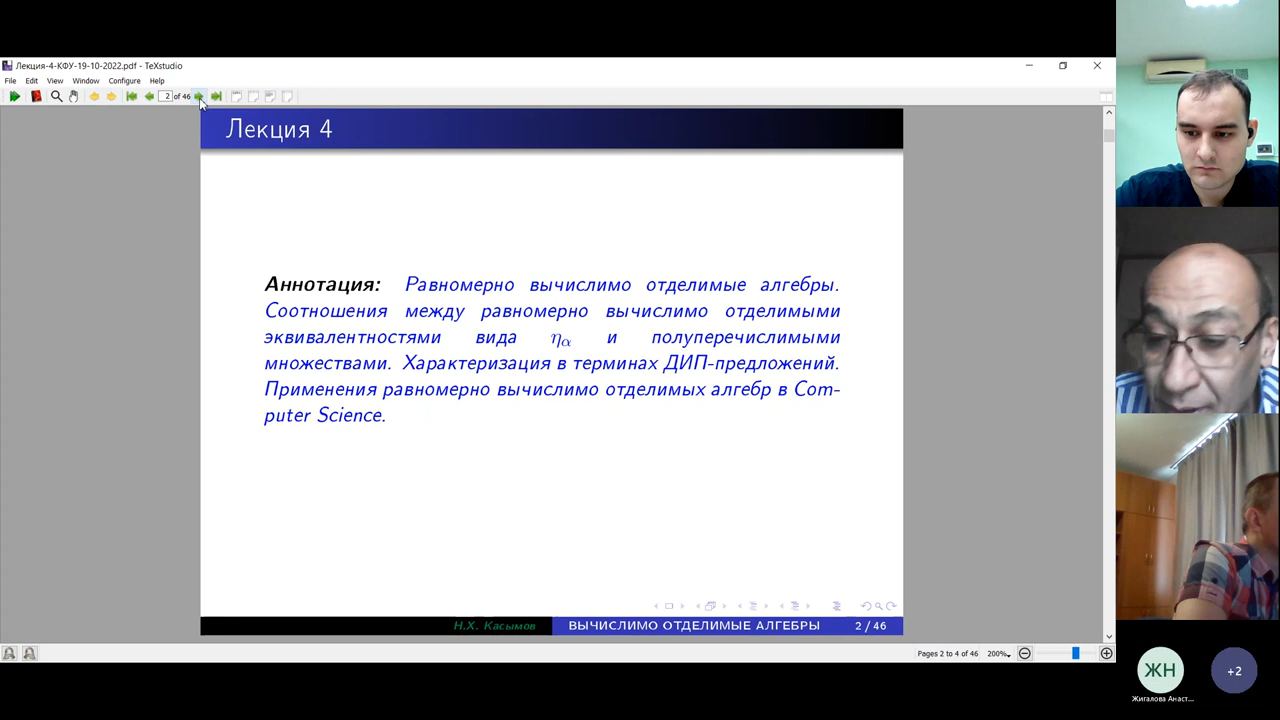 Лекция-4-КФУ-19-10-2022.pdf - TeXstudio
File Edit View Window Configure Help
2 of 46
Лекция 4
Аннотация: Равномерно вычислимо отделимые алгебры.
Соотношения между равномерно вычислимо отделимыми
эквивалентностями вида ηα и полуперечислимыми
множествами. Характеризация в терминах ДИП-предложений.
Применения равномерно вычислимо отделимых алгебр в Com-
puter Science.
Н.Х. Касымов ВЫЧИСЛИМО ОТДЕЛИМЫЕ АЛГЕБРЫ 2 / 46
Pages 2 to 4 of 46 200%
ЖН
+2
Жигалова Анаст...